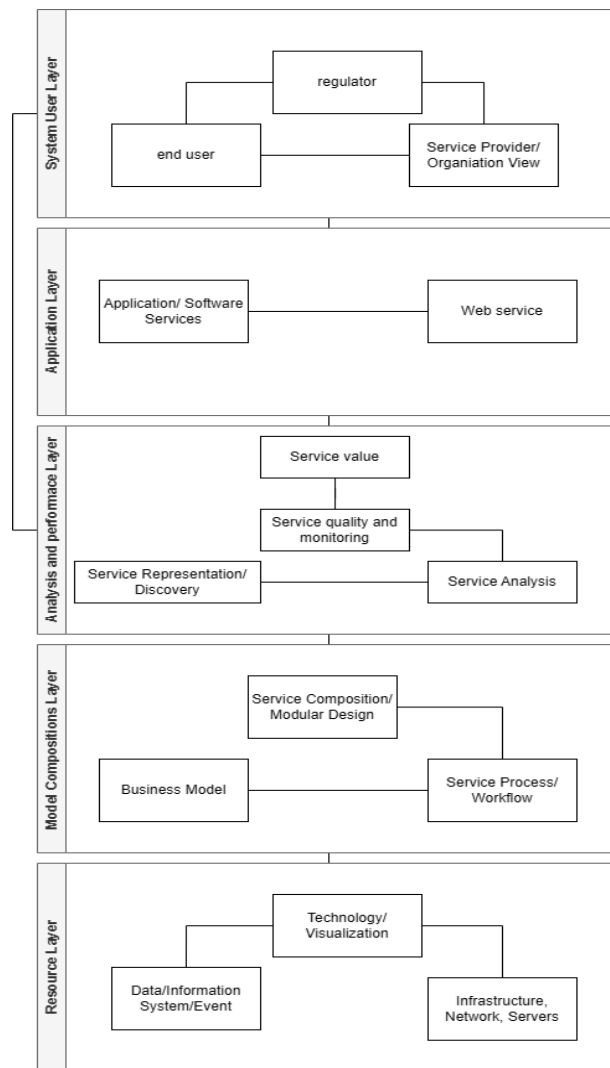 System User Layer
regulator
end user
Service Provider/
Organiation View
Application Layer
Application/ Software
Services
Web service
Analysis and performace Layer
Service value
Service quality and
monitoring
Service Representation/
Discovery
Service Analysis
Model Compositions Layer
Service Composition/
Modular Design
Business Model
Service Process/
Workflow
Resource Layer
Technology/
Visualization
Data/Information
System/Event
Infrastructure,
Network, Servers